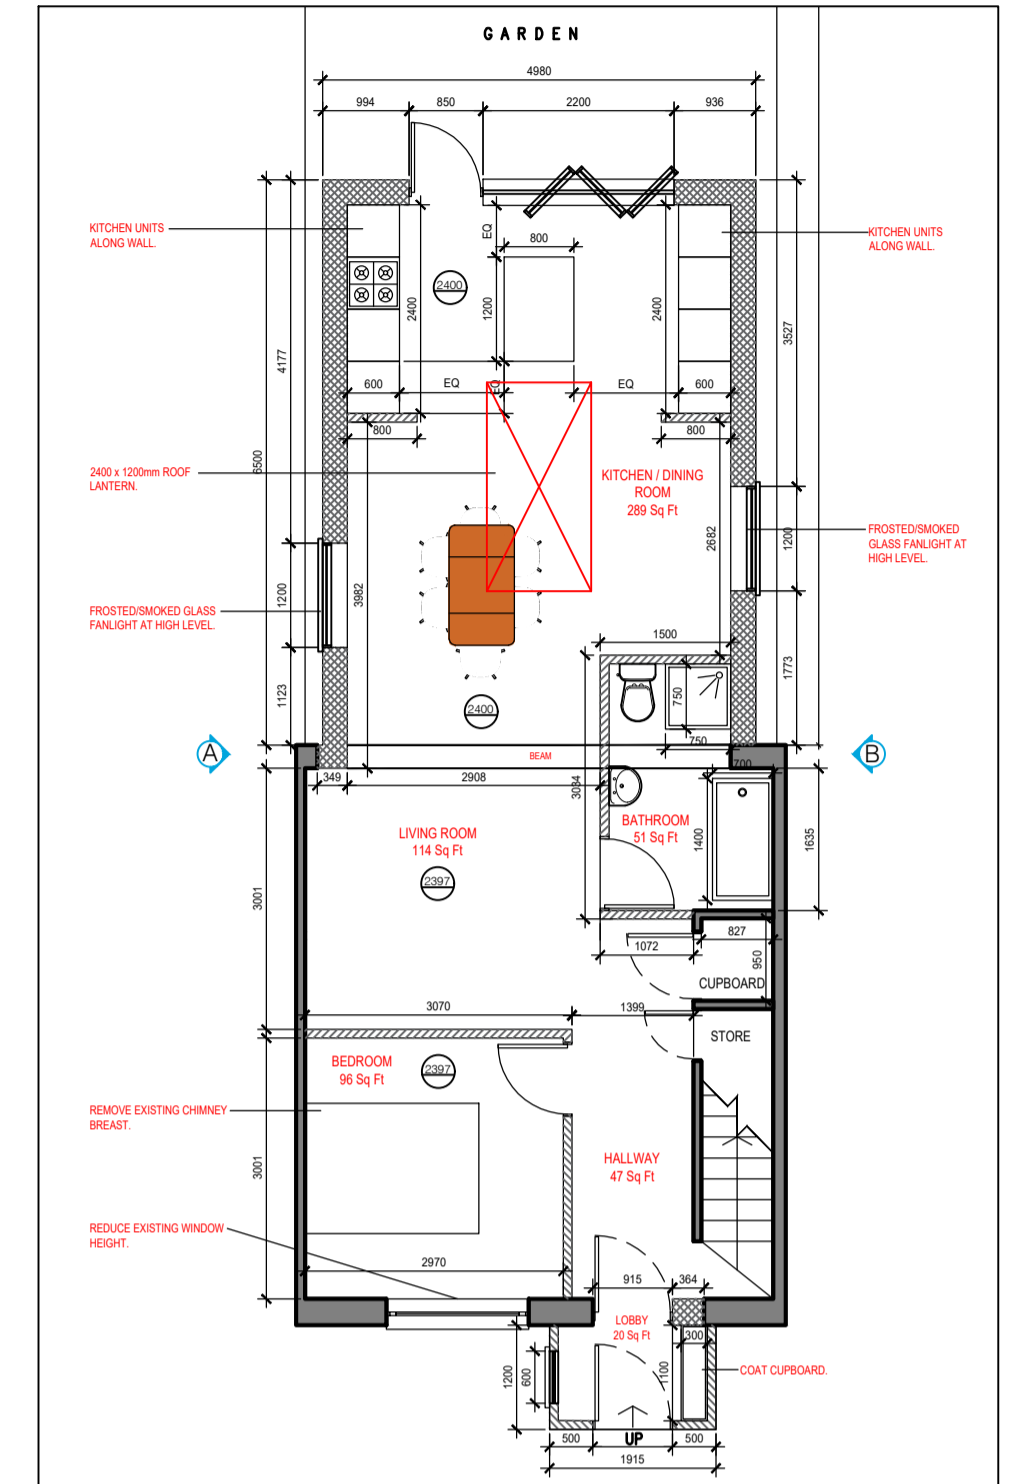 GARDEN
4980
994
850
2200
936
KITCHEN UNITS
ALONG WALL.
KITCHEN UNITS
ALONG WALL.
EQ
800
2400
2400
1200
2400
4177
3527
600
EQ
EQ
EQ
600
800
800
6500
2400 x 1200mm ROOF
LANTERN.
KITCHEN / DINING
ROOM
289 Sq Ft
FROSTED/SMOKED
GLASS FANLIGHT AT
HIGH LEVEL.
2682
1200
1200
3982
FROSTED/SMOKED GLASS
FANLIGHT AT HIGH LEVEL.
1500
1773
1123
750
2400
750
A
BEAM
B
700
349
2908
3034
LIVING ROOM
114 Sq Ft
BATHROOM
51 Sq Ft
1400
1635
2397
3001
1072
827
950
CUPBOARD
3070
1399
STORE
BEDROOM
96 Sq Ft
2397
REMOVE EXISTING CHIMNEY
BREAST.
3001
HALLWAY
47 Sq Ft
REDUCE EXISTING WINDOW
HEIGHT.
2970
915
364
LOBBY
20 Sq Ft
300
1200
600
1100
COAT CUPBOARD.
500
UP
500
1915